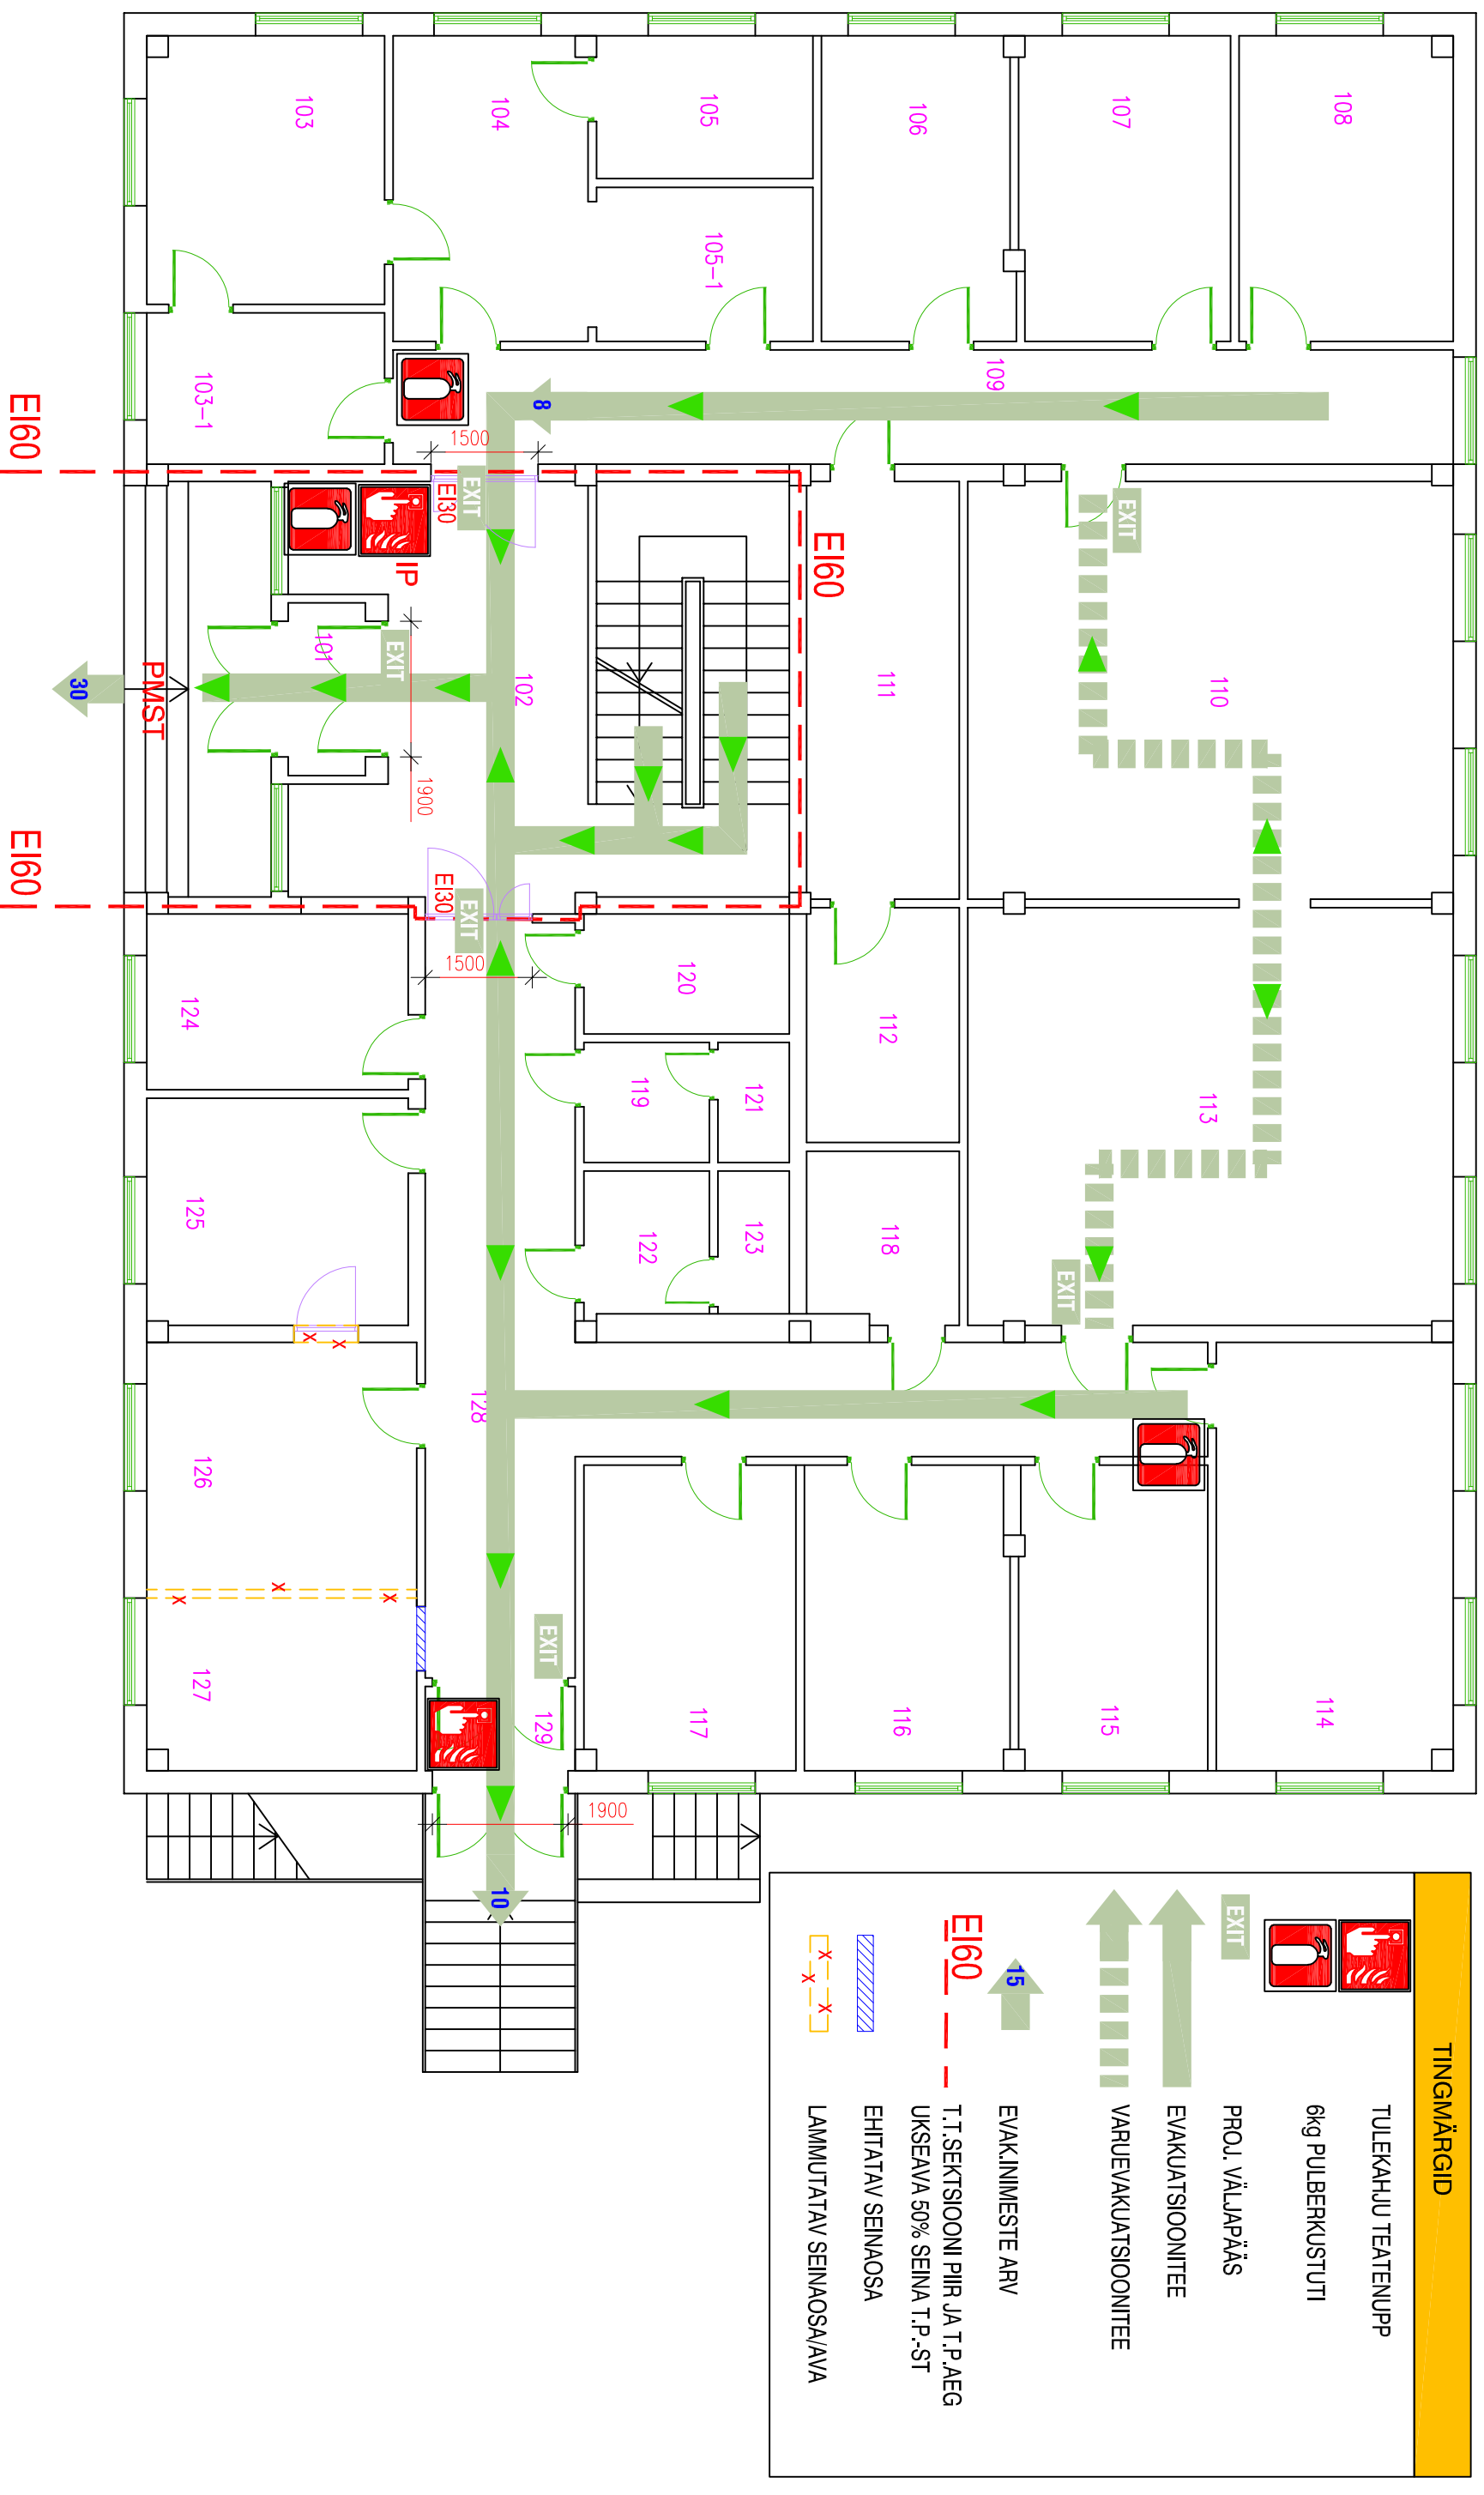 TINGMÄRGID
TULEKAHJU TEATENUPP
6kg PULBERKUSTUTI
EXIT
PROJ. VÄLJAPÄÄS
EVAKUATSIOONITEE
VARUEVAKUATSIOONITEE
15
EVAK.INIMESTE ARV
EI60
T.T.SEKTSIOONI PIIR JA T.P.AEG
UKSEAVA 50% SEINA T.P.-ST
EHITATAV SEINAOSA
x x x
LAMMUTATAV SEINAOSA/AVA
108
107
106
105
104
103
105-1
103-1
109
8
1500
EI60
EI30
EXIT
EXIT
EI60
IP
110
111
101
EXIT
102
PMST
30
1900
EI60
EI30
EXIT
1500
120
112
113
124
119
121
125
122
123
118
EXIT
x x
128
126
x x x
127
EXIT
129
117
116
115
114
1900
10